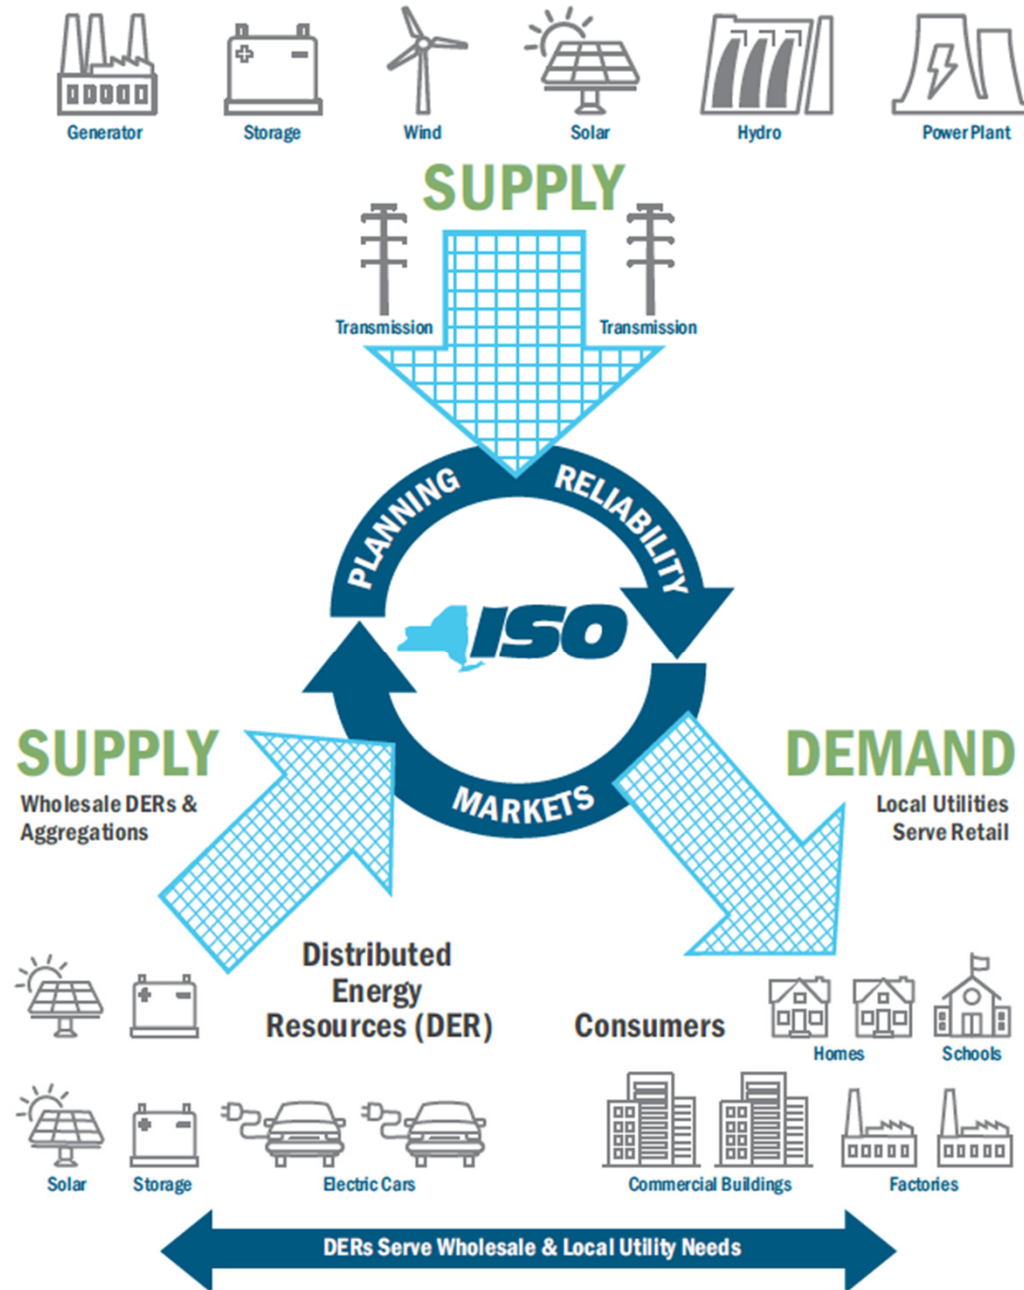 Generator
Storage
Wind
Solar
Hydro
Power Plant
SUPPLY
Transmission
Transmission
PLANNING
RELIABILITY
ISO
MARKETS
SUPPLY
Wholesale DERs &
Aggregations
DEMAND
Local Utilities
Serve Retail
Distributed
Energy
Resources (DER)
Consumers
Homes
Schools
Solar
Storage
Electric Cars
Commercial Buildings
Factories
DERs Serve Wholesale & Local Utility Needs